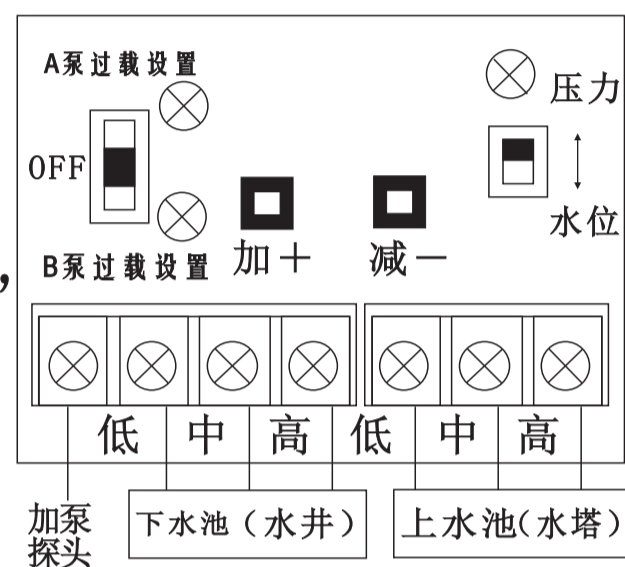 A泵过载设置
压力
OFF
水位
B泵过载设置 加+ 减-
,
低 中 高 低 中 高
加泵
探头
下水池(水井)
上水池(水塔)